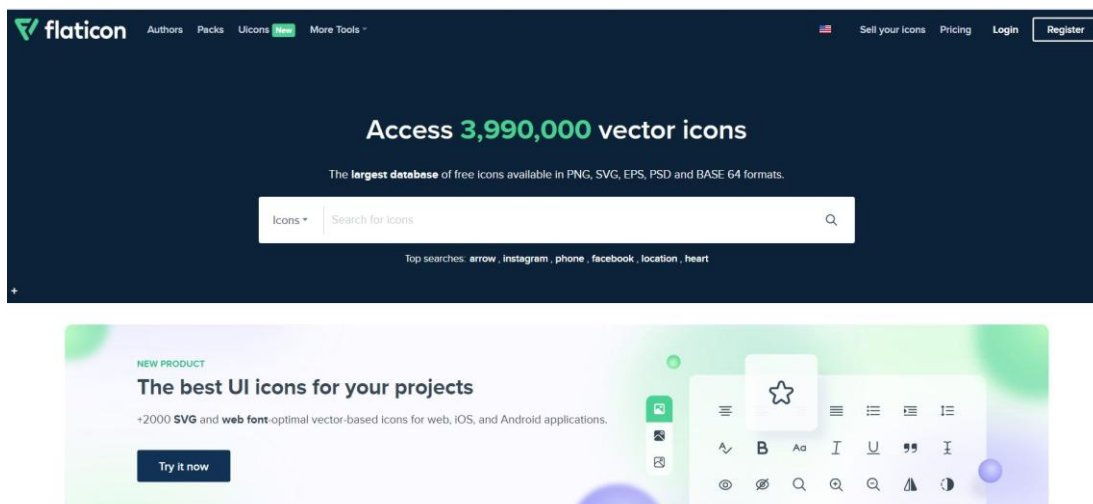 flaticon Authors Packs Uicons New More Tools Sell your icons Pricing Login Register
Access 3,990,000 vector icons
The largest database of free icons available in PNG, SVG, EPS, PSD and BASE 64 formats.
Icons Search for icons
Top searches: arrow , instagram , phone , facebook , location , heart
+
NEW PRODUCT
The best UI icons for your projects
+2000 SVG and web font-optimal vector-based icons for web, iOS, and Android applications.
Try it now